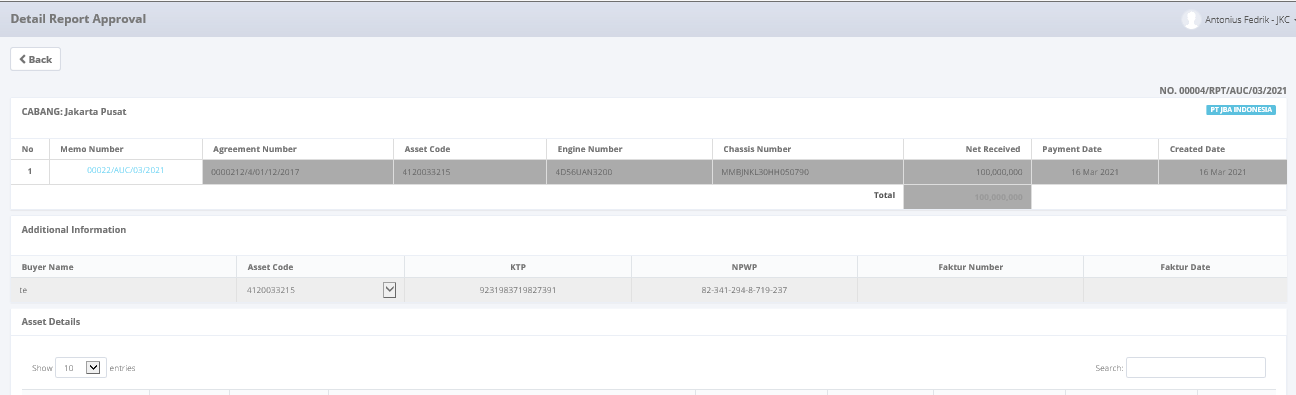 Detail Report Approval
Antonius Fedrik - JKC
Back
NO. 00004/RPT/AUC/03/2021
CABANG: Jakarta Pusat
PT JBA INDONESIA
No Memo Number Agreement Number Asset Code Engine Number Chassis Number Net Received Payment Date Created Date
1 00022/AUC/03/2021 0000212/4/01/12/2017 4120033215 4D56UAN3200 MMBJNKL30HH050790 100,000,000 16 Mar 2021 16 Mar 2021
Total 100,000,000
Additional Information
Buyer Name Asset Code KTP NPWP Faktur Number Faktur Date
te 4120033215 9231983719827391 82-341-294-8-719-237
Asset Details
Show 10 entries Search: